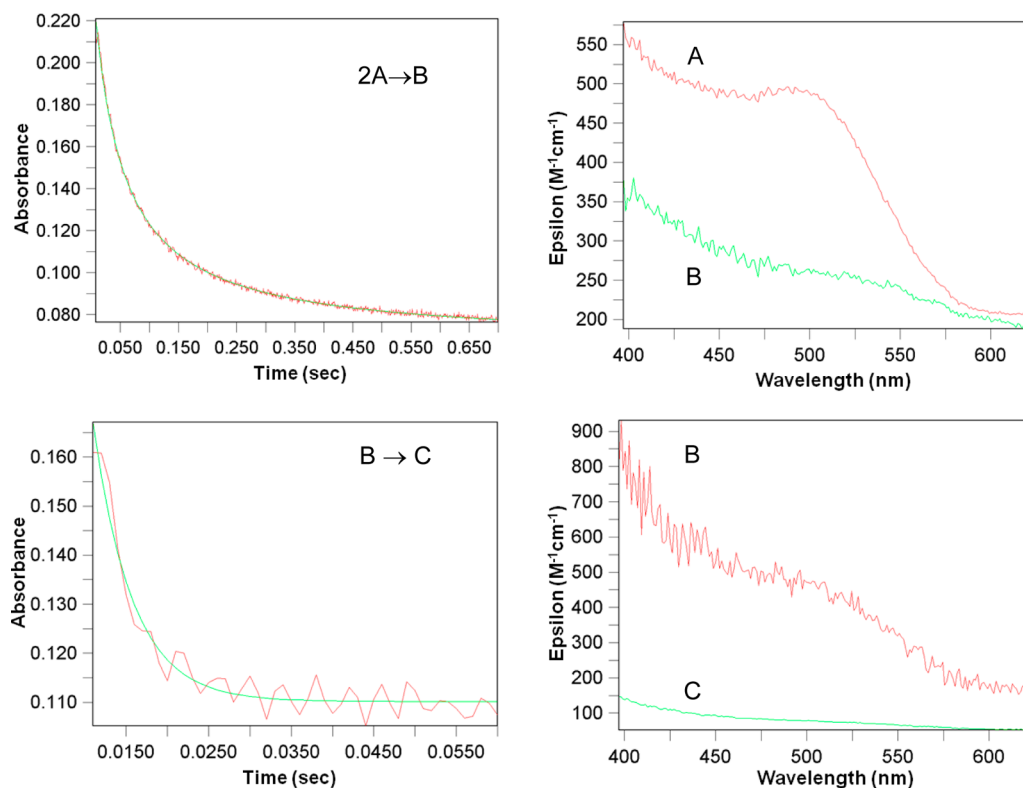 0.220
0.200
0.180
0.160
0.140
0.120
0.100
0.080
Absorbance
2A→B
0.050 0.150 0.250 0.350 0.450 0.550 0.650
Time (sec)
550
500
450
400
350
300
250
200
Epsilon (M⁻¹cm⁻¹)
A
B
400 450 500 550 600
Wavelength (nm)
0.160
0.150
0.140
0.130
0.120
0.110
Absorbance
B → C
0.0150 0.0250 0.0350 0.0450 0.0550
Time (sec)
900
800
700
600
500
400
300
200
100
Epsilon (M⁻¹cm⁻¹)
B
C
400 450 500 550 600
Wavelength (nm)